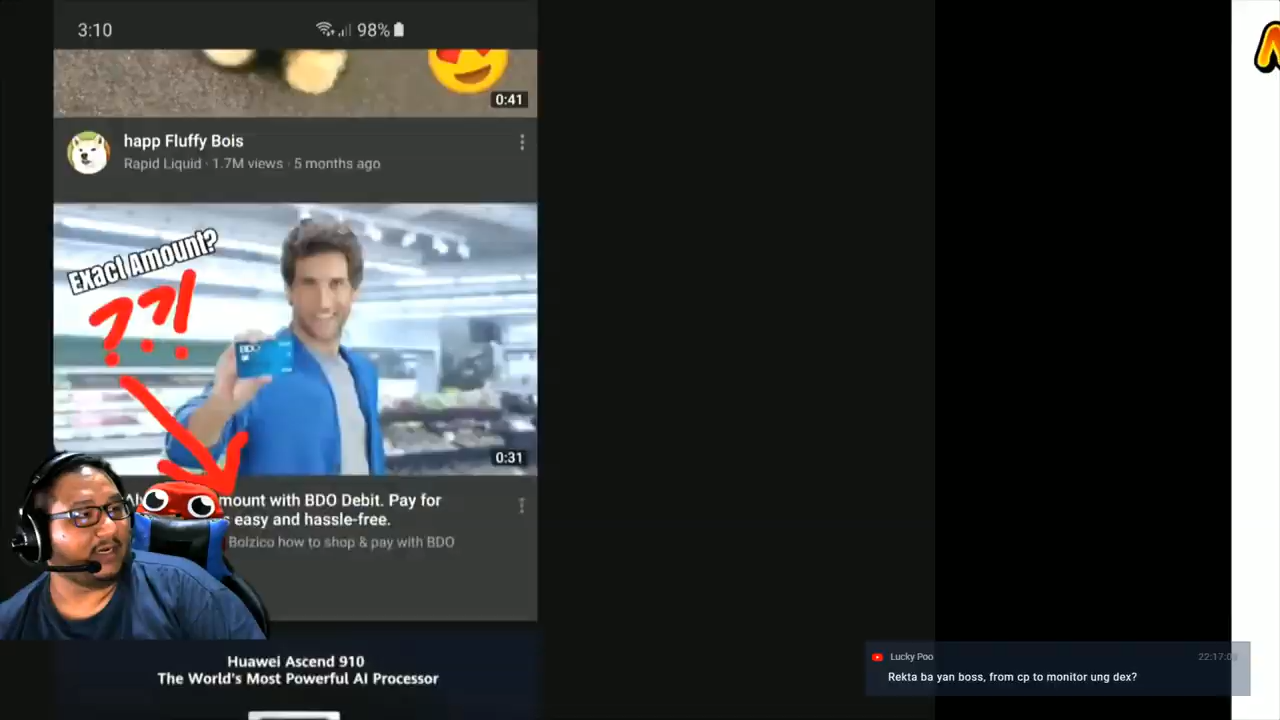 3:10
98%
0:41
happ Fluffy Bois
Rapid Liquid · 1.7M views · 5 months ago
Exact Amount?
???!
BDO
0:31
mount with BDO Debit. Pay for
easy and hassle-free.
Bolzico how to shop & pay with BDO
Huawei Ascend 910
The World's Most Powerful AI Processor
Lucky Poo
Rekta ba yan boss, from cp to monitor ung dex?